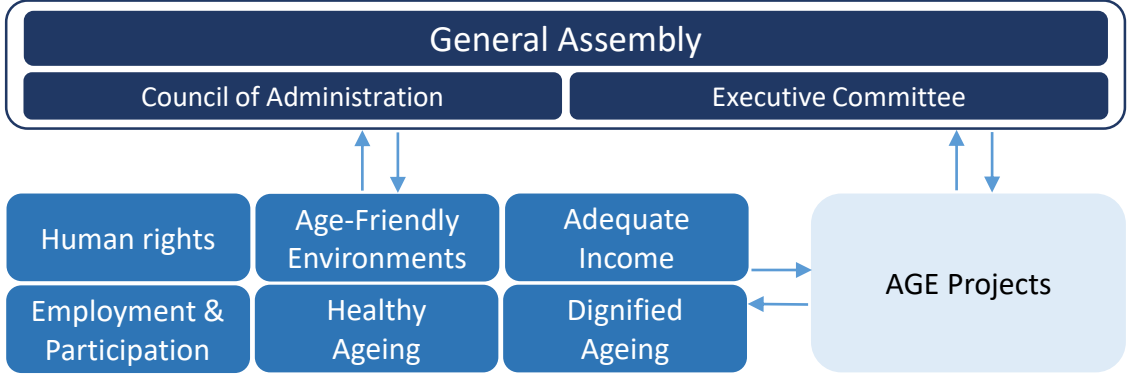 General Assembly
Council of Administration
Executive Committee
Human rights
Age-Friendly
Environments
Adequate
Income
AGE Projects
Employment &
Participation
Healthy
Ageing
Dignified
Ageing